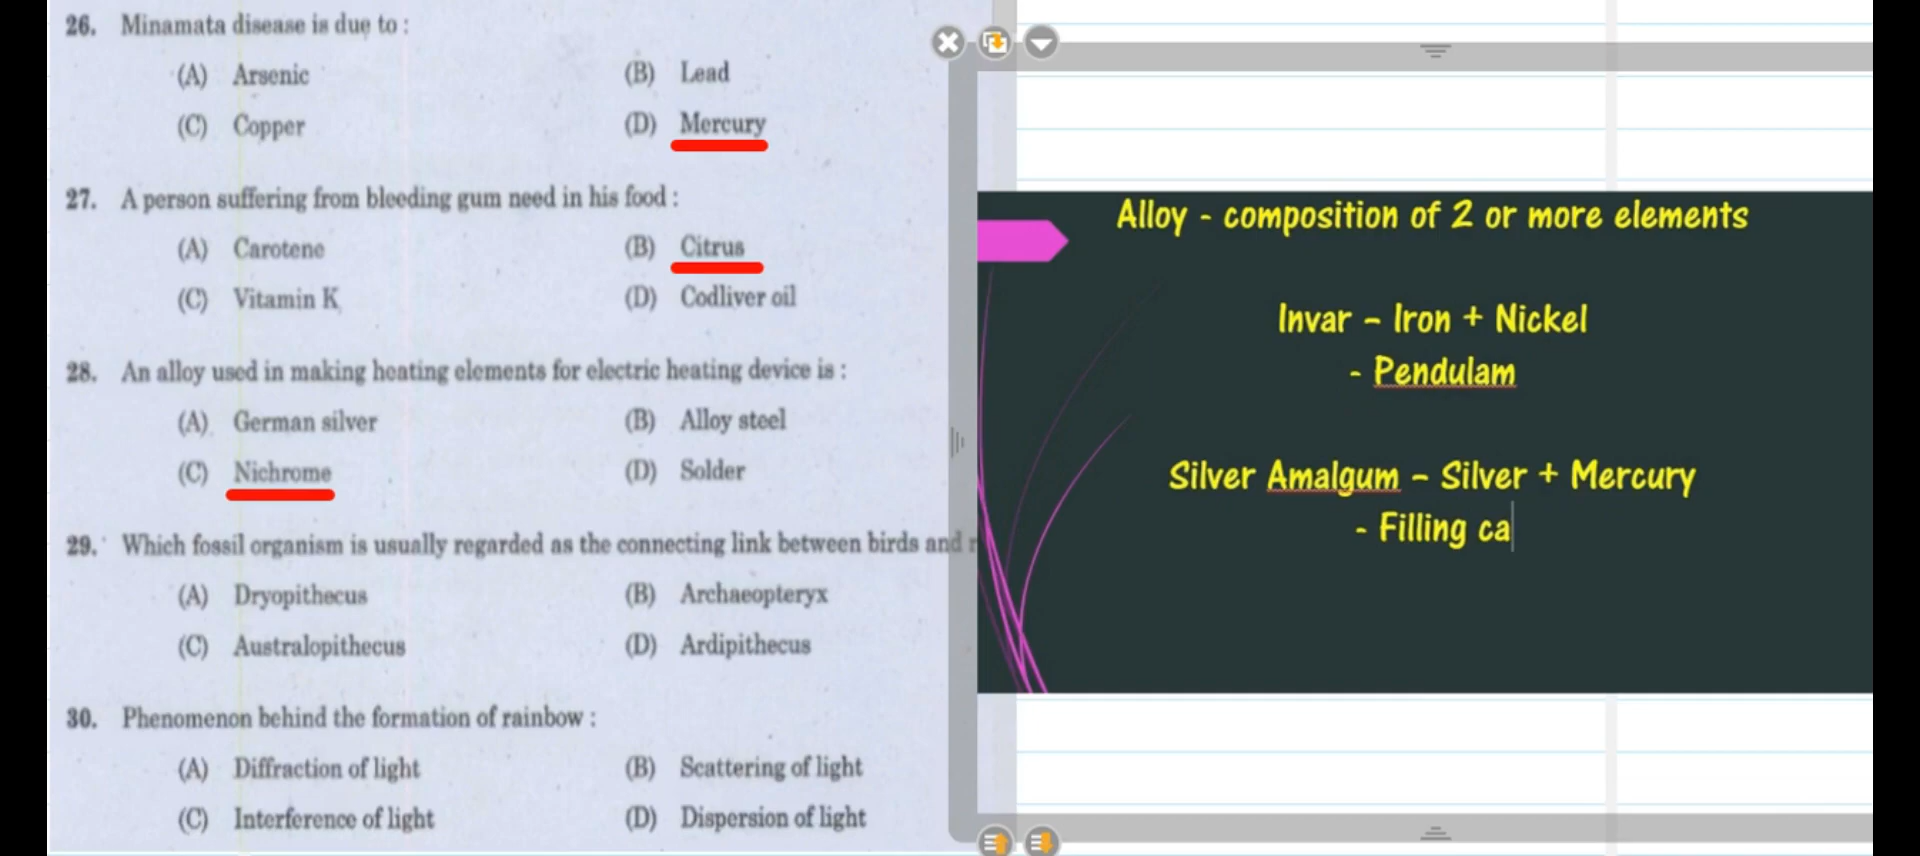 26. Minamata disease is due to :
(A) Arsenic (B) Lead
(C) Copper (D) Mercury
27. A person suffering from bleeding gum need in his food :
(A) Carotene (B) Citrus
(C) Vitamin K (D) Codliver oil
28. An alloy used in making heating elements for electric heating device is :
(A) German silver (B) Alloy steel
(C) Nichrome (D) Solder
29. Which fossil organism is usually regarded as the connecting link between birds and
(A) Dryopithecus (B) Archaeopteryx
(C) Australopithecus (D) Ardipithecus
30. Phenomenon behind the formation of rainbow :
(A) Diffraction of light (B) Scattering of light
(C) Interference of light (D) Dispersion of light
Alloy - composition of 2 or more elements
Invar – Iron + Nickel
- Pendulam
Silver Amalgum – Silver + Mercury
- Filling ca